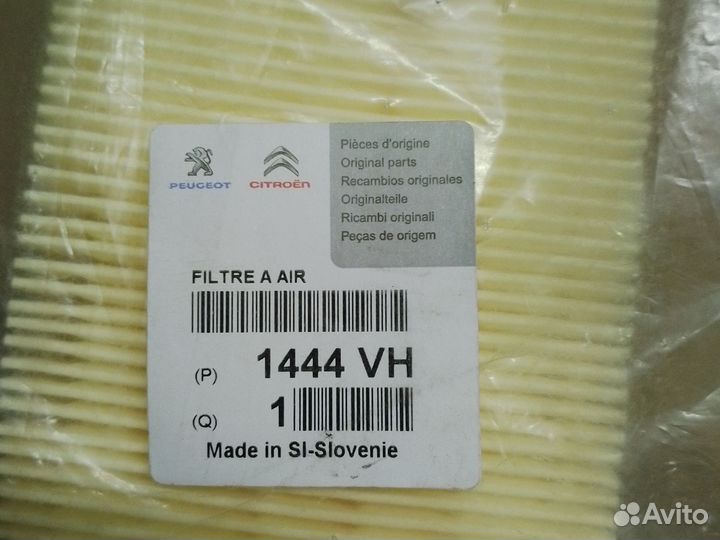 PEUGEOT CITROËN
Pièces d'origine
Original parts
Recambios originales
Originalteile
Ricambi originali
Peças de origem
FILTRE A AIR
(P) 1444 VH
(Q) 1
Made in SI-Slovenie
Avito